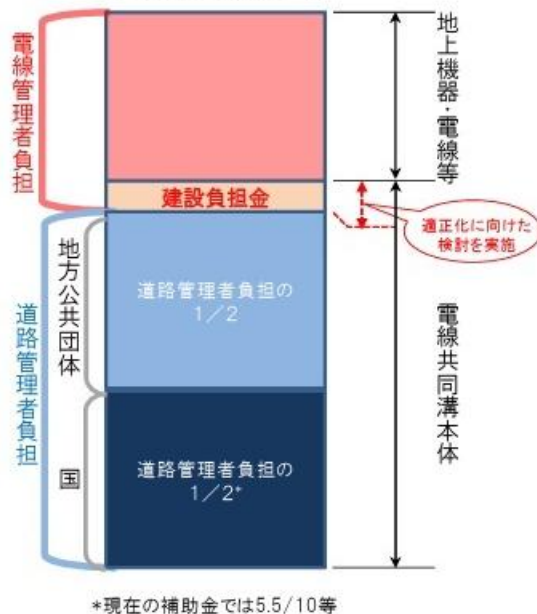 電線管理者負担
建設負担金
道路管理者負担
地方公共団体
道路管理者負担の
1/2
国
道路管理者負担の
1/2*
地上機器・電線等
適正化に向けた
検討を実施
電線共同溝本体
*現在の補助金では5.5/10等